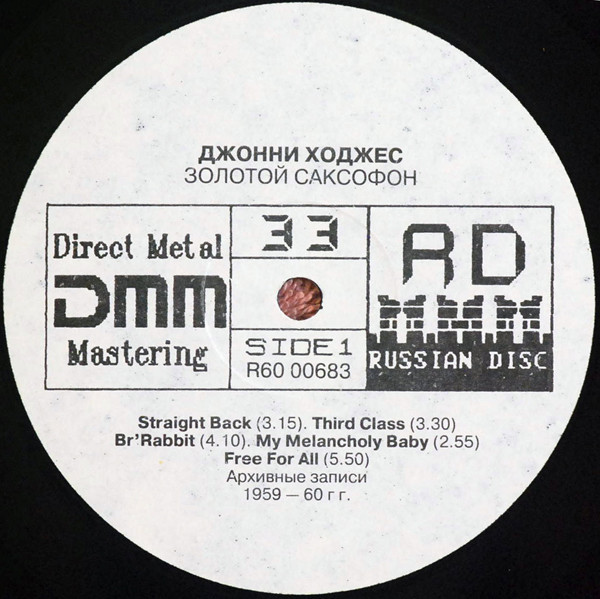 ДЖОННИ ХОДЖЕС
ЗОЛОТОЙ САКСОФОН
Direct Metal
DMM
Mastering
33
SIDE 1
R60 00683
RD
RUSSIAN DISC
Straight Back (3.15). Third Class (3.30)
Br'Rabbit (4.10). My Melancholy Baby (2.55)
Free For All (5.50)
Архивные записи
1959 — 60 г г.